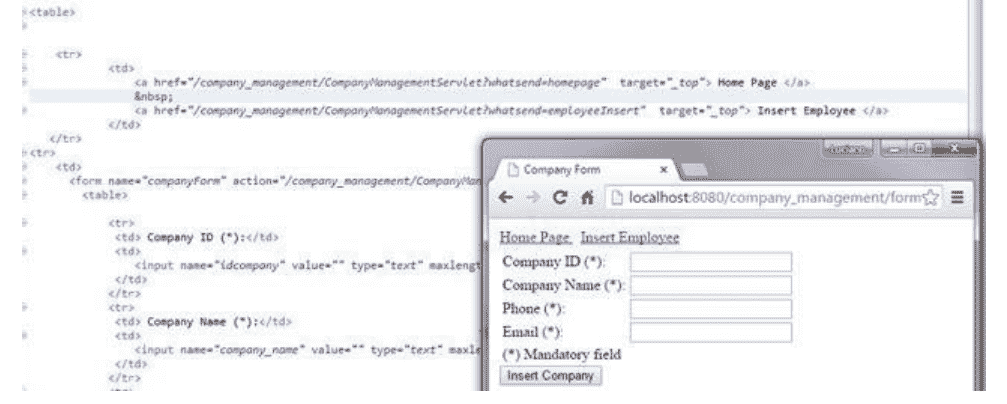 <table>
<tr>
<td>
<a href="/company_management/CompanyManagementServlet?whatsend=homepage" target="_top"> Home Page </a>
&nbsp;
<a href="/company_management/CompanyManagementServlet?whatsend=employeeInsert" target="_top"> Insert Employee </a>
</td>
</tr>
<tr>
<td>
<form name="companyForm" action="/company_management/CompanyMan
<table>
<tr>
<td> Company ID (*):</td>
<td>
<input name="idcompany" value="" type="text" maxlengt
</td>
</tr>
<tr>
<td> Company Name (*):</td>
<td>
<input name="company_name" value="" type="text" maxle
</td>
</tr>
Company Form
localhost:8080/company_management/form
Home Page Insert Employee
Company ID (*):
Company Name (*):
Phone (*):
Email (*):
(*) Mandatory field
Insert Company